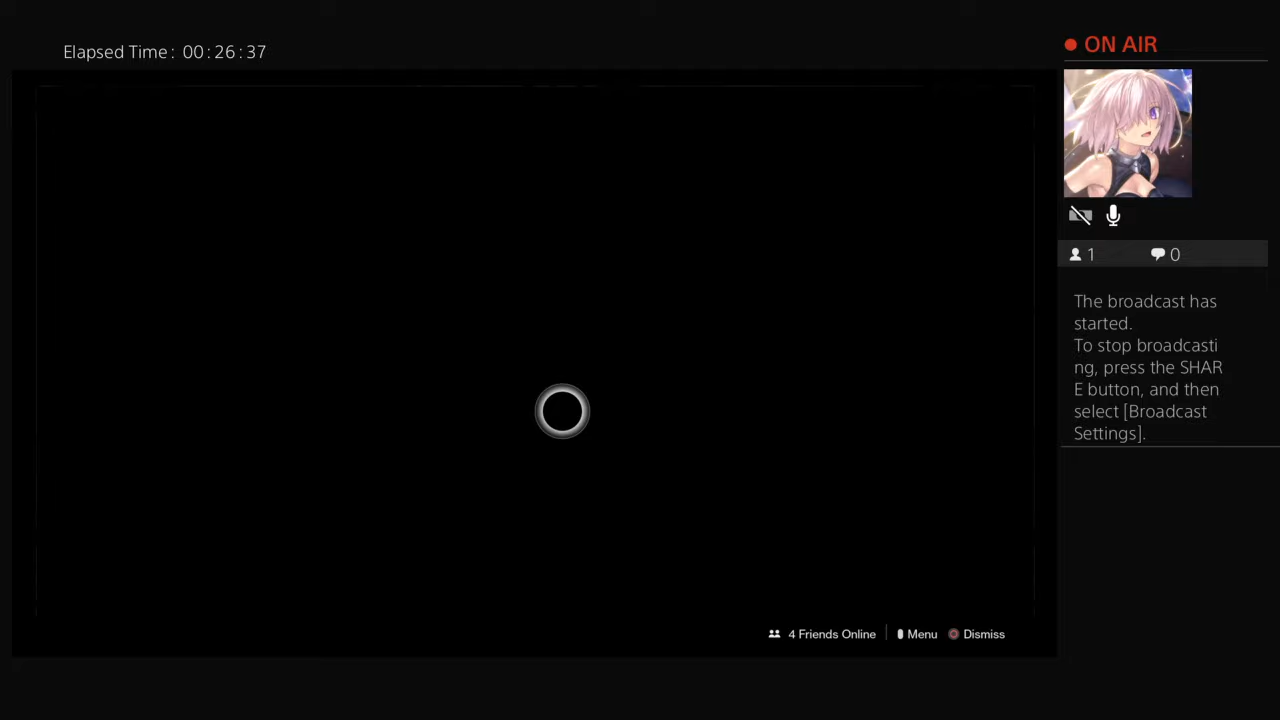 Elapsed Time: 00:26:37
ON AIR
1 0
The broadcast has
started.
To stop broadcasti
ng, press the SHAR
E button, and then
select [Broadcast
Settings].
4 Friends Online Menu Dismiss